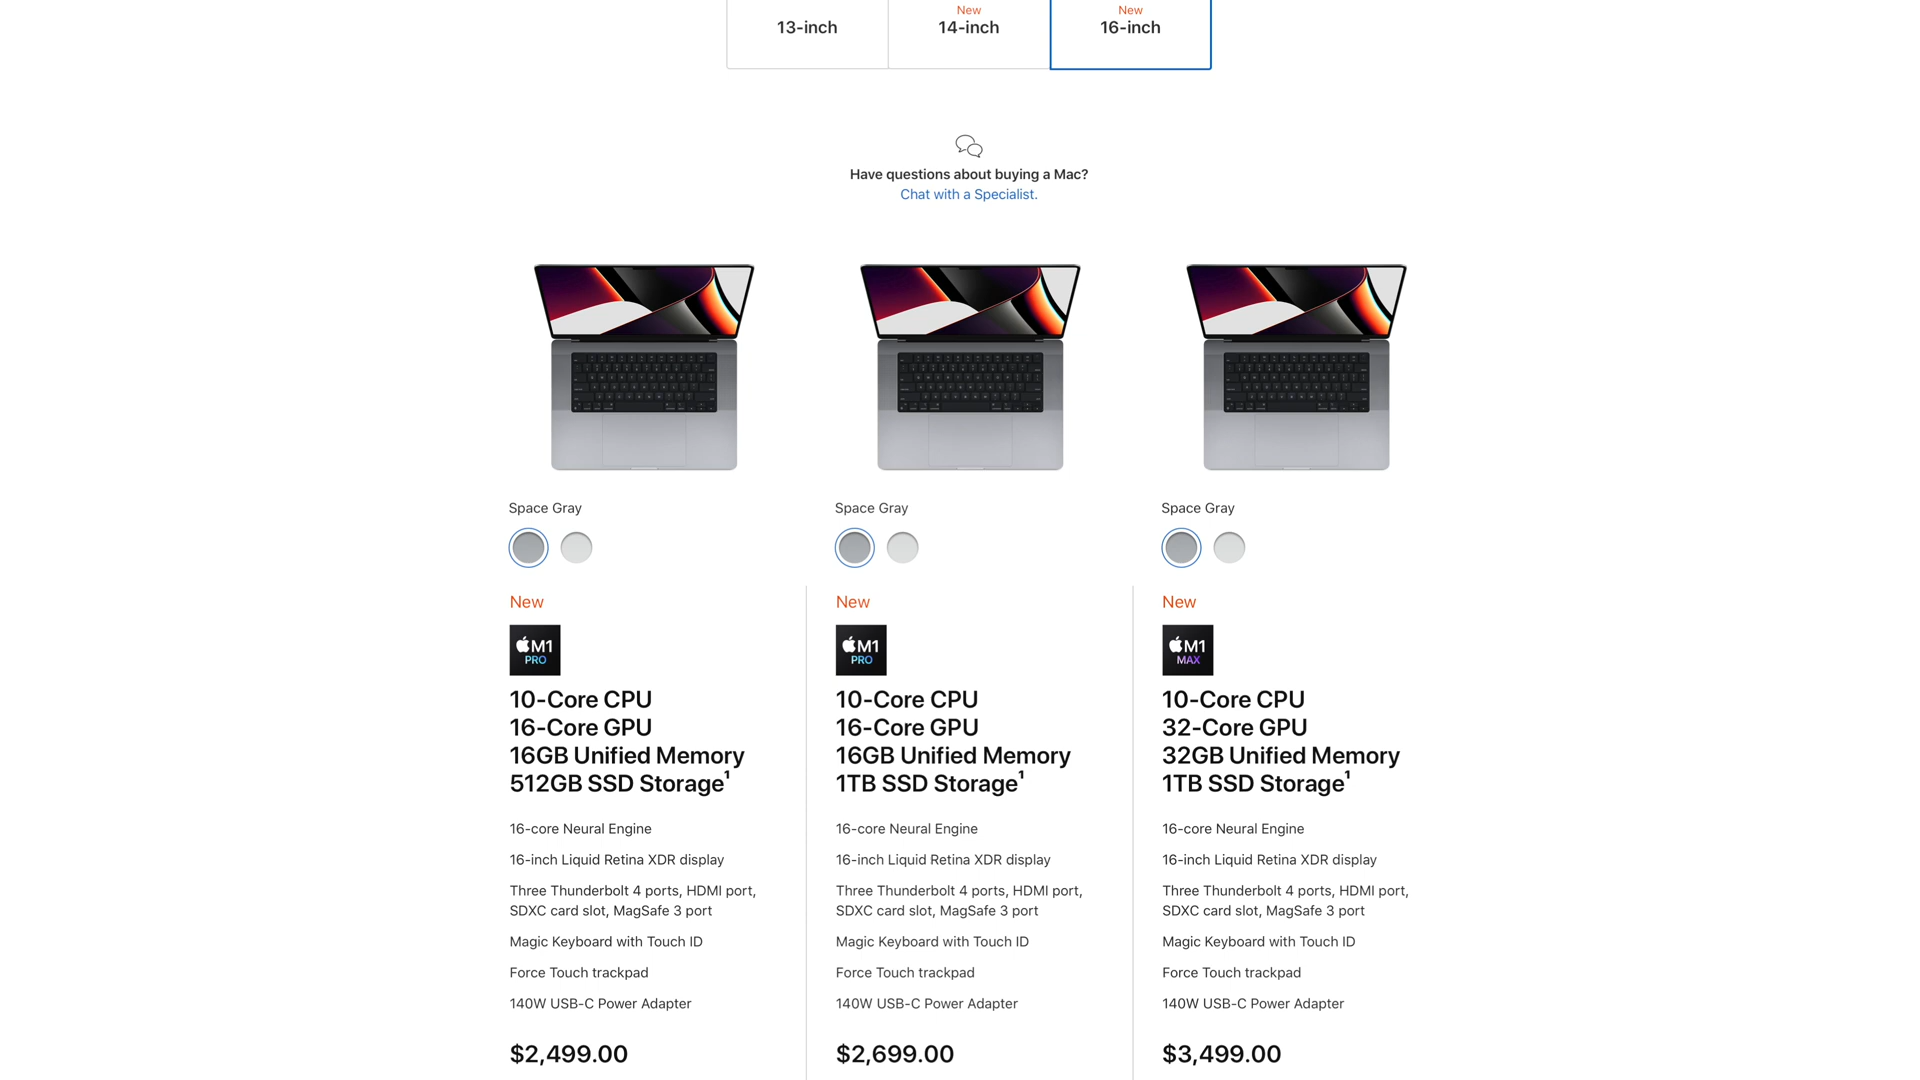 13-inch
New
14-inch
New
16-inch
Have questions about buying a Mac?
Chat with a Specialist.
Space Gray
Space Gray
Space Gray
New
M1
PRO
10-Core CPU
16-Core GPU
16GB Unified Memory
512GB SSD Storage¹
16-core Neural Engine
16-inch Liquid Retina XDR display
Three Thunderbolt 4 ports, HDMI port,
SDXC card slot, MagSafe 3 port
Magic Keyboard with Touch ID
Force Touch trackpad
140W USB-C Power Adapter
$2,499.00
New
M1
PRO
10-Core CPU
16-Core GPU
16GB Unified Memory
1TB SSD Storage¹
16-core Neural Engine
16-inch Liquid Retina XDR display
Three Thunderbolt 4 ports, HDMI port,
SDXC card slot, MagSafe 3 port
Magic Keyboard with Touch ID
Force Touch trackpad
140W USB-C Power Adapter
$2,699.00
New
M1
MAX
10-Core CPU
32-Core GPU
32GB Unified Memory
1TB SSD Storage¹
16-core Neural Engine
16-inch Liquid Retina XDR display
Three Thunderbolt 4 ports, HDMI port,
SDXC card slot, MagSafe 3 port
Magic Keyboard with Touch ID
Force Touch trackpad
140W USB-C Power Adapter
$3,499.00